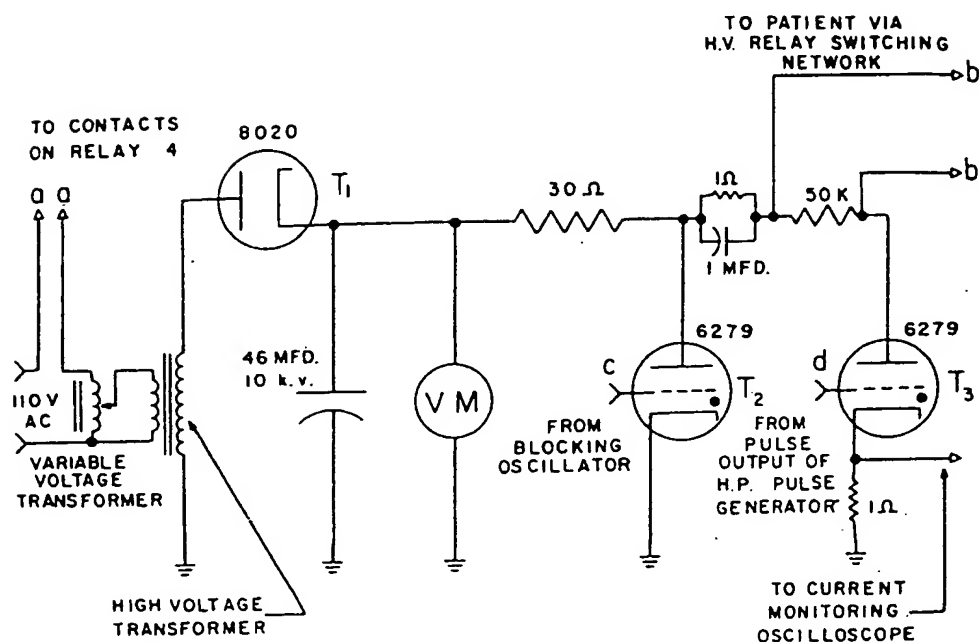 TO PATIENT VIA
H.V. RELAY SWITCHING
NETWORK
b
b
TO CONTACTS
ON RELAY 4
a a
8020
T1
30 Ω
1Ω
1 MFD.
50 K
110 V
AC
VARIABLE
VOLTAGE
TRANSFORMER
46 MFD.
10 k.v.
VM
6279
c
T2
FROM
BLOCKING
OSCILLATOR
6279
d
T3
FROM
PULSE
OUTPUT OF
H.P. PULSE
GENERATOR
1Ω
HIGH VOLTAGE
TRANSFORMER
TO CURRENT
MONITORING
OSCILLOSCOPE